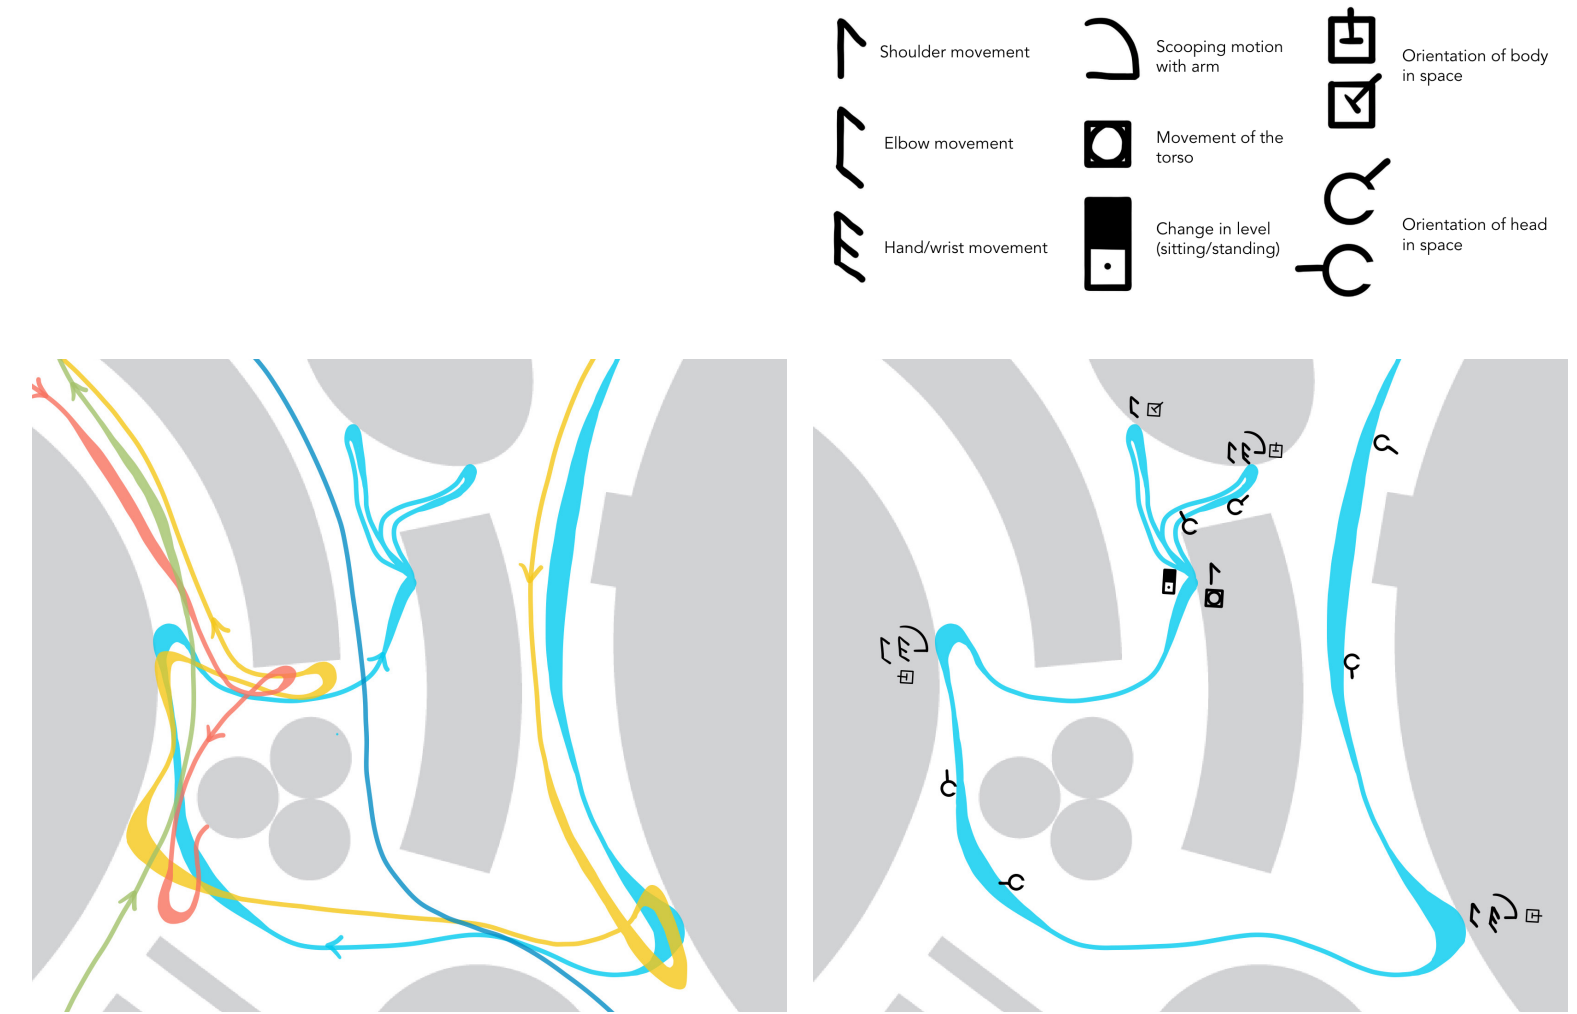 Shoulder movement
Elbow movement
Hand/wrist movement
Scooping motion
with arm
Movement of the
torso
Change in level
(sitting/standing)
Orientation of body
in space
Orientation of head
in space